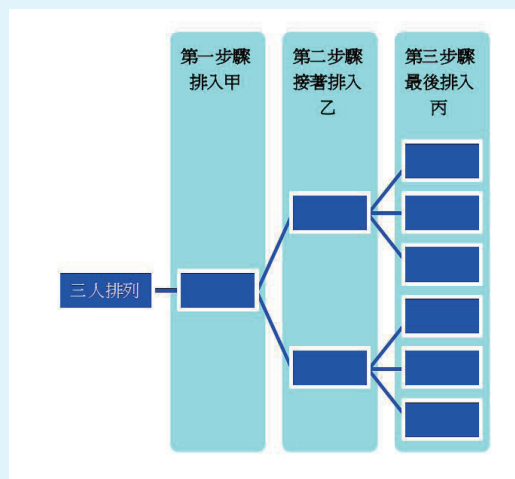 第一步驟
排入甲
第二步驟
接著排入
乙
第三步驟
最後排入
丙
三人排列